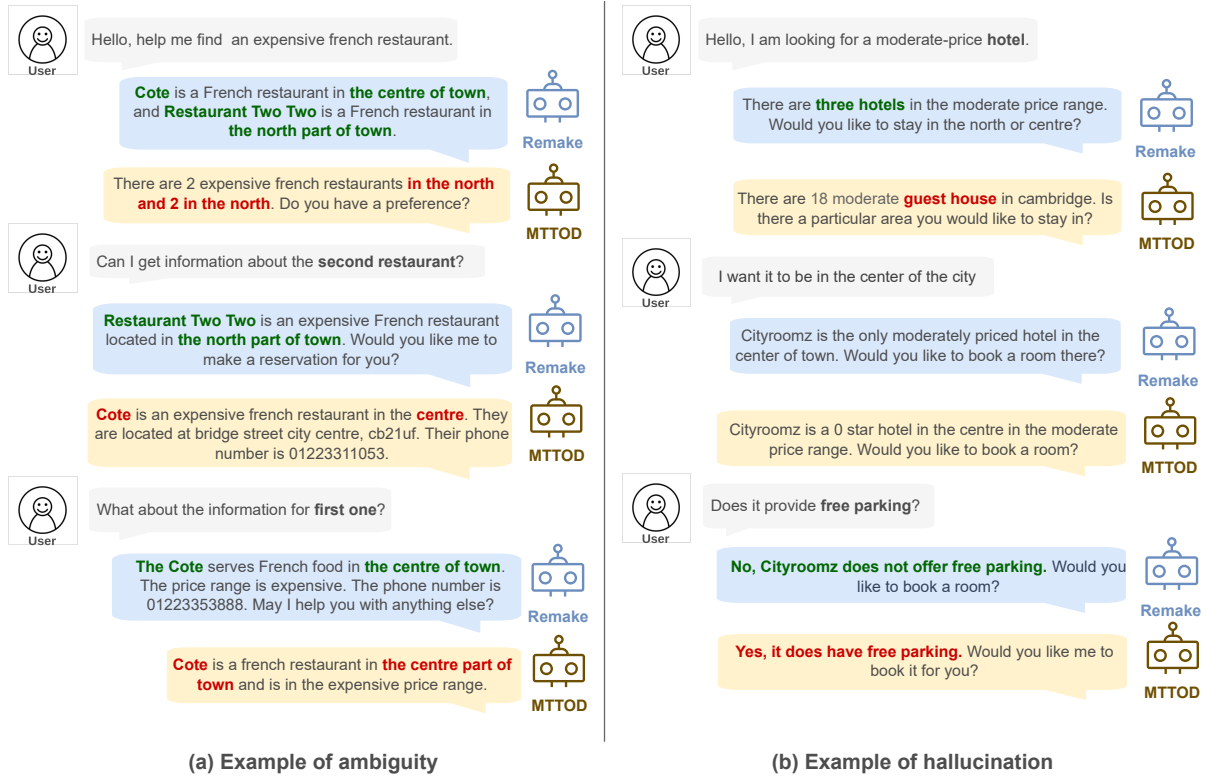 Hello, help me find an expensive french restaurant.
User
Cote is a French restaurant in the centre of town,
and Restaurant Two Two is a French restaurant in
the north part of town.
Remake
There are 2 expensive french restaurants in the north
and 2 in the north. Do you have a preference?
MTTOD
Can I get information about the second restaurant?
User
Restaurant Two Two is an expensive French restaurant
located in the north part of town. Would you like me to
make a reservation for you?
Remake
Cote is an expensive french restaurant in the centre. They
are located at bridge street city centre, cb21uf. Their phone
number is 01223311053.
MTTOD
What about the information for first one?
User
The Cote serves French food in the centre of town.
The price range is expensive. The phone number is
01223353888. May I help you with anything else?
Remake
Cote is a french restaurant in the centre part of
town and is in the expensive price range.
MTTOD
(a) Example of ambiguity
Hello, I am looking for a moderate-price hotel.
User
There are three hotels in the moderate price range.
Would you like to stay in the north or centre?
Remake
There are 18 moderate guest house in cambridge. Is
there a particular area you would like to stay in?
MTTOD
I want it to be in the center of the city
User
Cityroomz is the only moderately priced hotel in the
center of town. Would you like to book a room there?
Remake
Cityroomz is a 0 star hotel in the centre in the moderate
price range. Would you like to book a room?
MTTOD
Does it provide free parking?
User
No, Cityroomz does not offer free parking. Would you
like to book a room?
Remake
Yes, it does have free parking. Would you like me to
book it for you?
MTTOD
(b) Example of hallucination